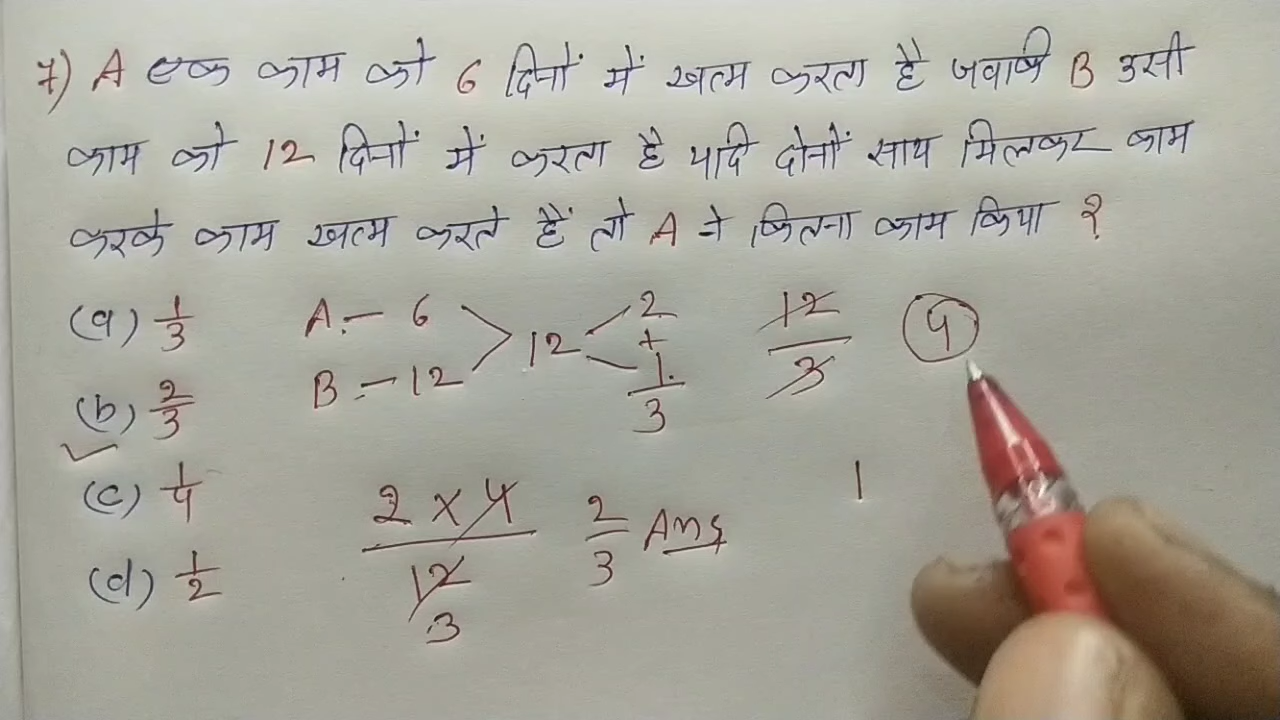 7) A एक काम को 6 दिनों में खत्म करता है जबकि B उसी
काम को 12 दिनों में करता है यदि दोनों साथ मिलकर काम
करके काम खत्म करते हैं तो A ने कितना काम किया ?
(a) 1/3
(b) 2/3
(c) 1/4
(d) 1/2
A - 6
B - 12
12
2
+
1
3
12/3
4
2 x 4
12
3
2/3 Ans
1